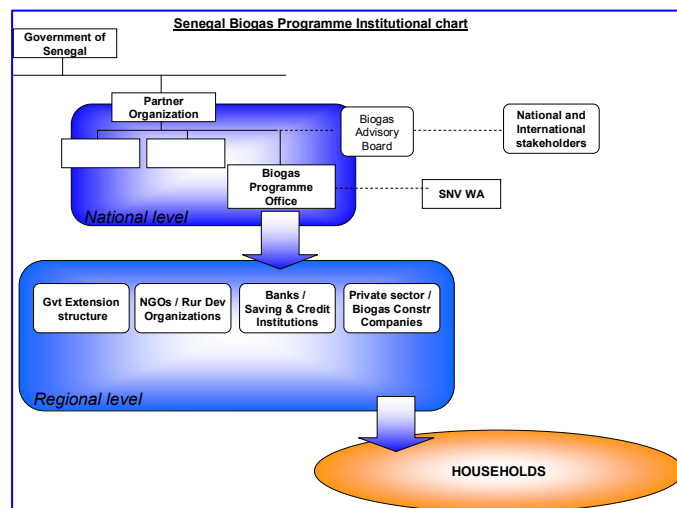 Senegal Biogas Programme Institutional chart
Government of
Senegal
Partner
Organization
Biogas
Advisory
Board
National and
International
stakeholders
Biogas
Programme
Office
SNV WA
National level
Gvt Extension
structure
NGOs / Rur Dev
Organizations
Banks /
Saving & Credit
Institutions
Private sector /
Biogas Constr
Companies
Regional level
HOUSEHOLDS